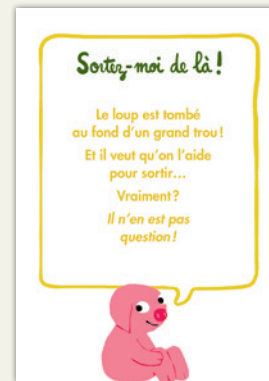 Sortez-moi de là !
Le loup est tombé
au fond d'un grand trou !
Et il veut qu'on l'aide
pour sortir...
Vraiment ?
Il n'en est pas
question !